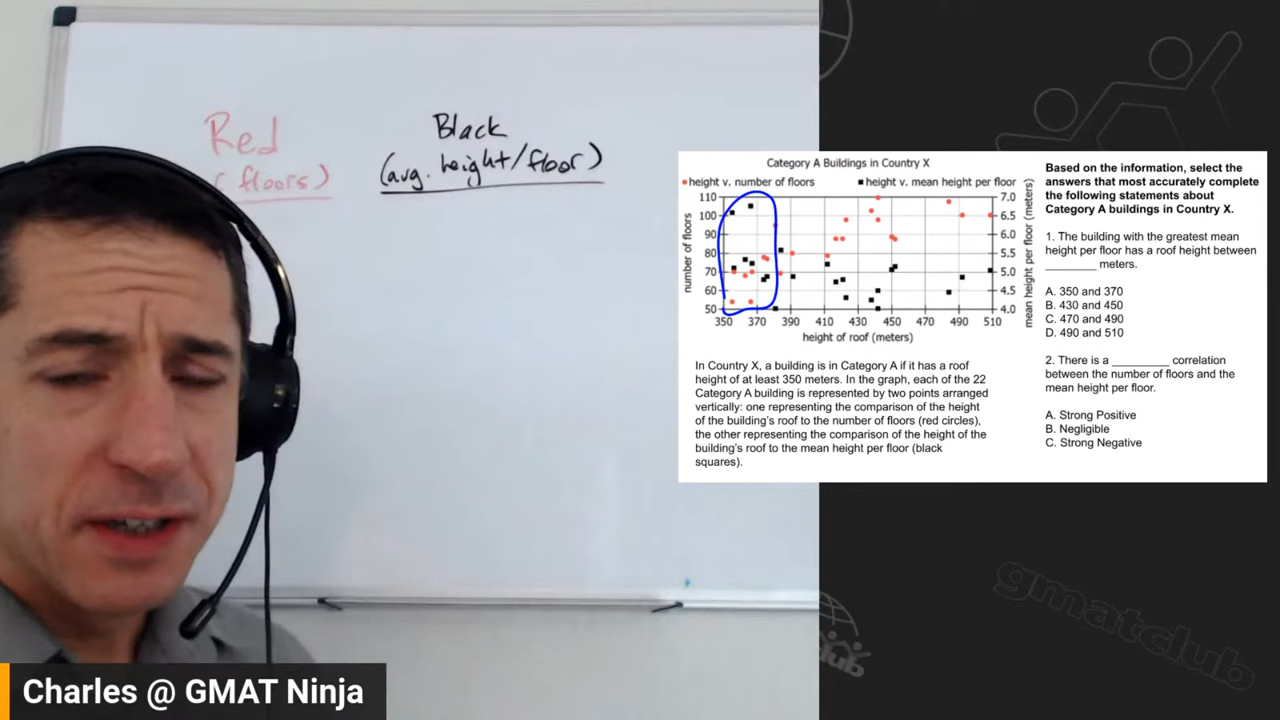 Red
floors)
Black
(avg. height/floor)
Category A Buildings in Country X
height v. number of floors
height v. mean height per floor
number of floors
110
100
90
80
70
60
50
7.0
6.5
6.0
5.5
5.0
4.5
4.0
mean height per floor (meters)
350 370 390 410 430 450 470 490 510
height of roof (meters)
In Country X, a building is in Category A if it has a roof
height of at least 350 meters. In the graph, each of the 22
Category A building is represented by two points arranged
vertically: one representing the comparison of the height
of the building's roof to the number of floors (red circles),
the other representing the comparison of the height of the
building's roof to the mean height per floor (black
squares).
Based on the information, select the
answers that most accurately complete
the following statements about
Category A buildings in Country X.
1. The building with the greatest mean
height per floor has a roof height between
________ meters.
A. 350 and 370
B. 430 and 450
C. 470 and 490
D. 490 and 510
2. There is a _________ correlation
between the number of floors and the
mean height per floor.
A. Strong Positive
B. Negligible
C. Strong Negative
gmatclub
Charles @ GMAT Ninja